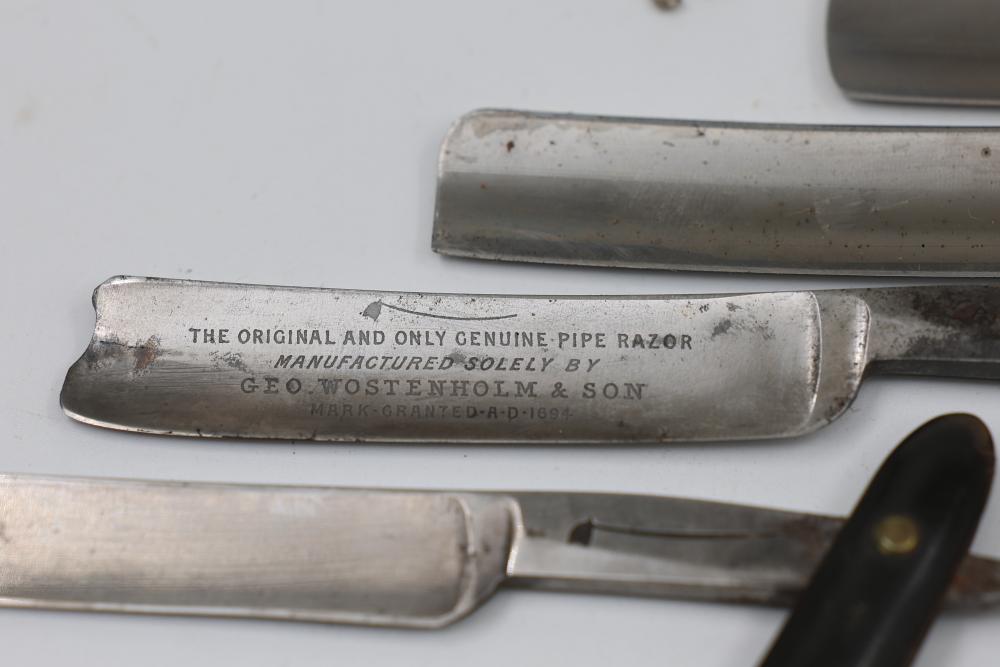 THE ORIGINAL AND ONLY GENUINE·PIPE RAZOR
MANUFACTURED SOLELY BY
GEO. WOSTENHOLM & SON
MARK-GRANTED-A-D-1694